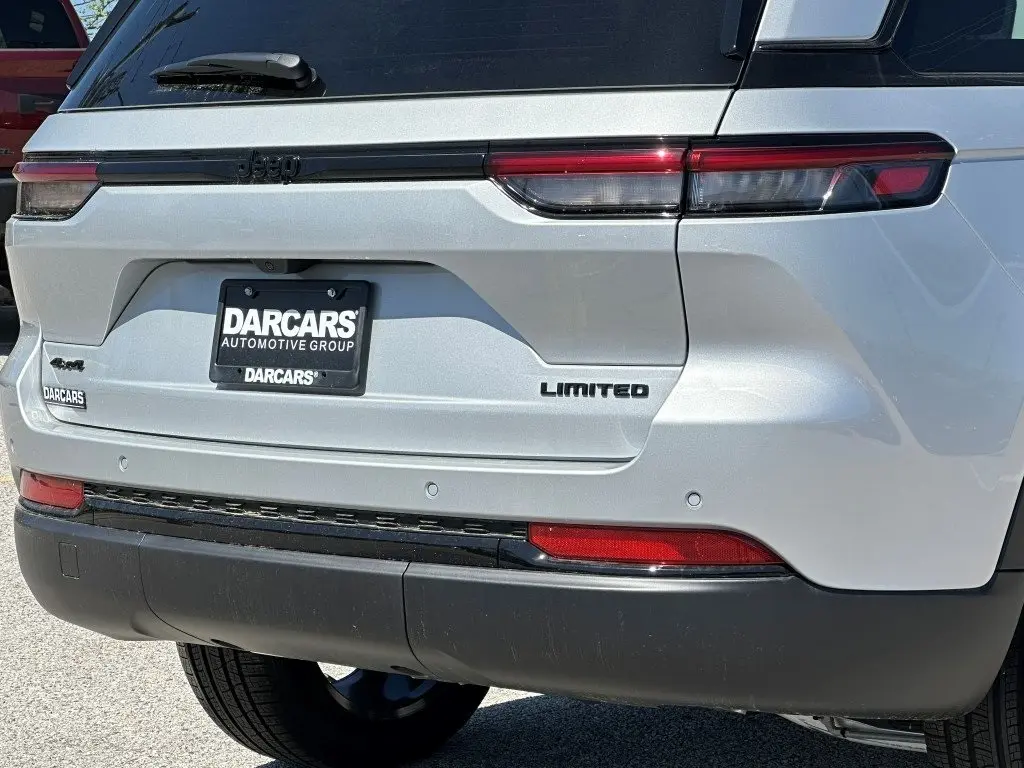 Jeep
DARCARS®
AUTOMOTIVE GROUP
DARCARS®
4x4
DARCARS
LIMITED